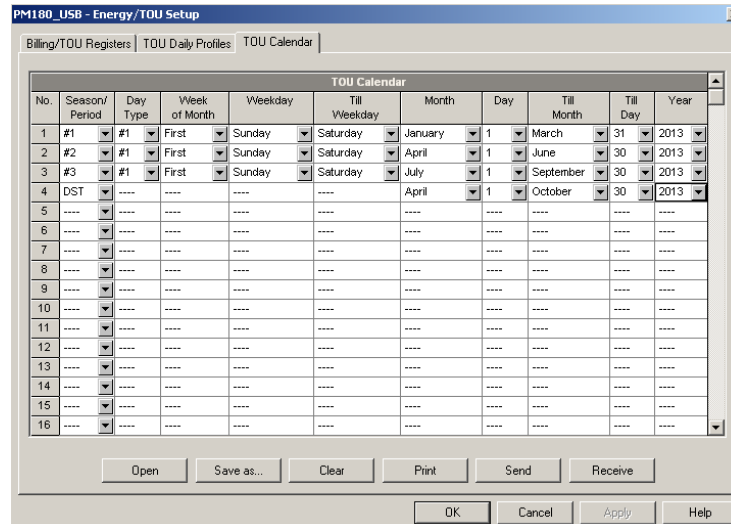 PM180_USB - Energy/TOU Setup
Billing/TOU Registers TOU Daily Profiles TOU Calendar
TOU Calendar
No. Season/ Period Day Type Week of Month Weekday Till Weekday Month Day Till Month Till Day Year
1 #1 #1 First Sunday Saturday January 1 March 31 2013
2 #2 #1 First Sunday Saturday April 1 June 30 2013
3 #3 #1 First Sunday Saturday July 1 September 30 2013
4 DST ---- ---- ---- ---- April 1 October 30 2013
5 ---- ---- ---- ---- ---- ---- ---- ---- ---- ----
6 ---- ---- ---- ---- ---- ---- ---- ---- ---- ----
7 ---- ---- ---- ---- ---- ---- ---- ---- ---- ----
8 ---- ---- ---- ---- ---- ---- ---- ---- ---- ----
9 ---- ---- ---- ---- ---- ---- ---- ---- ---- ----
10 ---- ---- ---- ---- ---- ---- ---- ---- ---- ----
11 ---- ---- ---- ---- ---- ---- ---- ---- ---- ----
12 ---- ---- ---- ---- ---- ---- ---- ---- ---- ----
13 ---- ---- ---- ---- ---- ---- ---- ---- ---- ----
14 ---- ---- ---- ---- ---- ---- ---- ---- ---- ----
15 ---- ---- ---- ---- ---- ---- ---- ---- ---- ----
16 ---- ---- ---- ---- ---- ---- ---- ---- ---- ----
Open Save as... Clear Print Send Receive
OK Cancel Apply Help